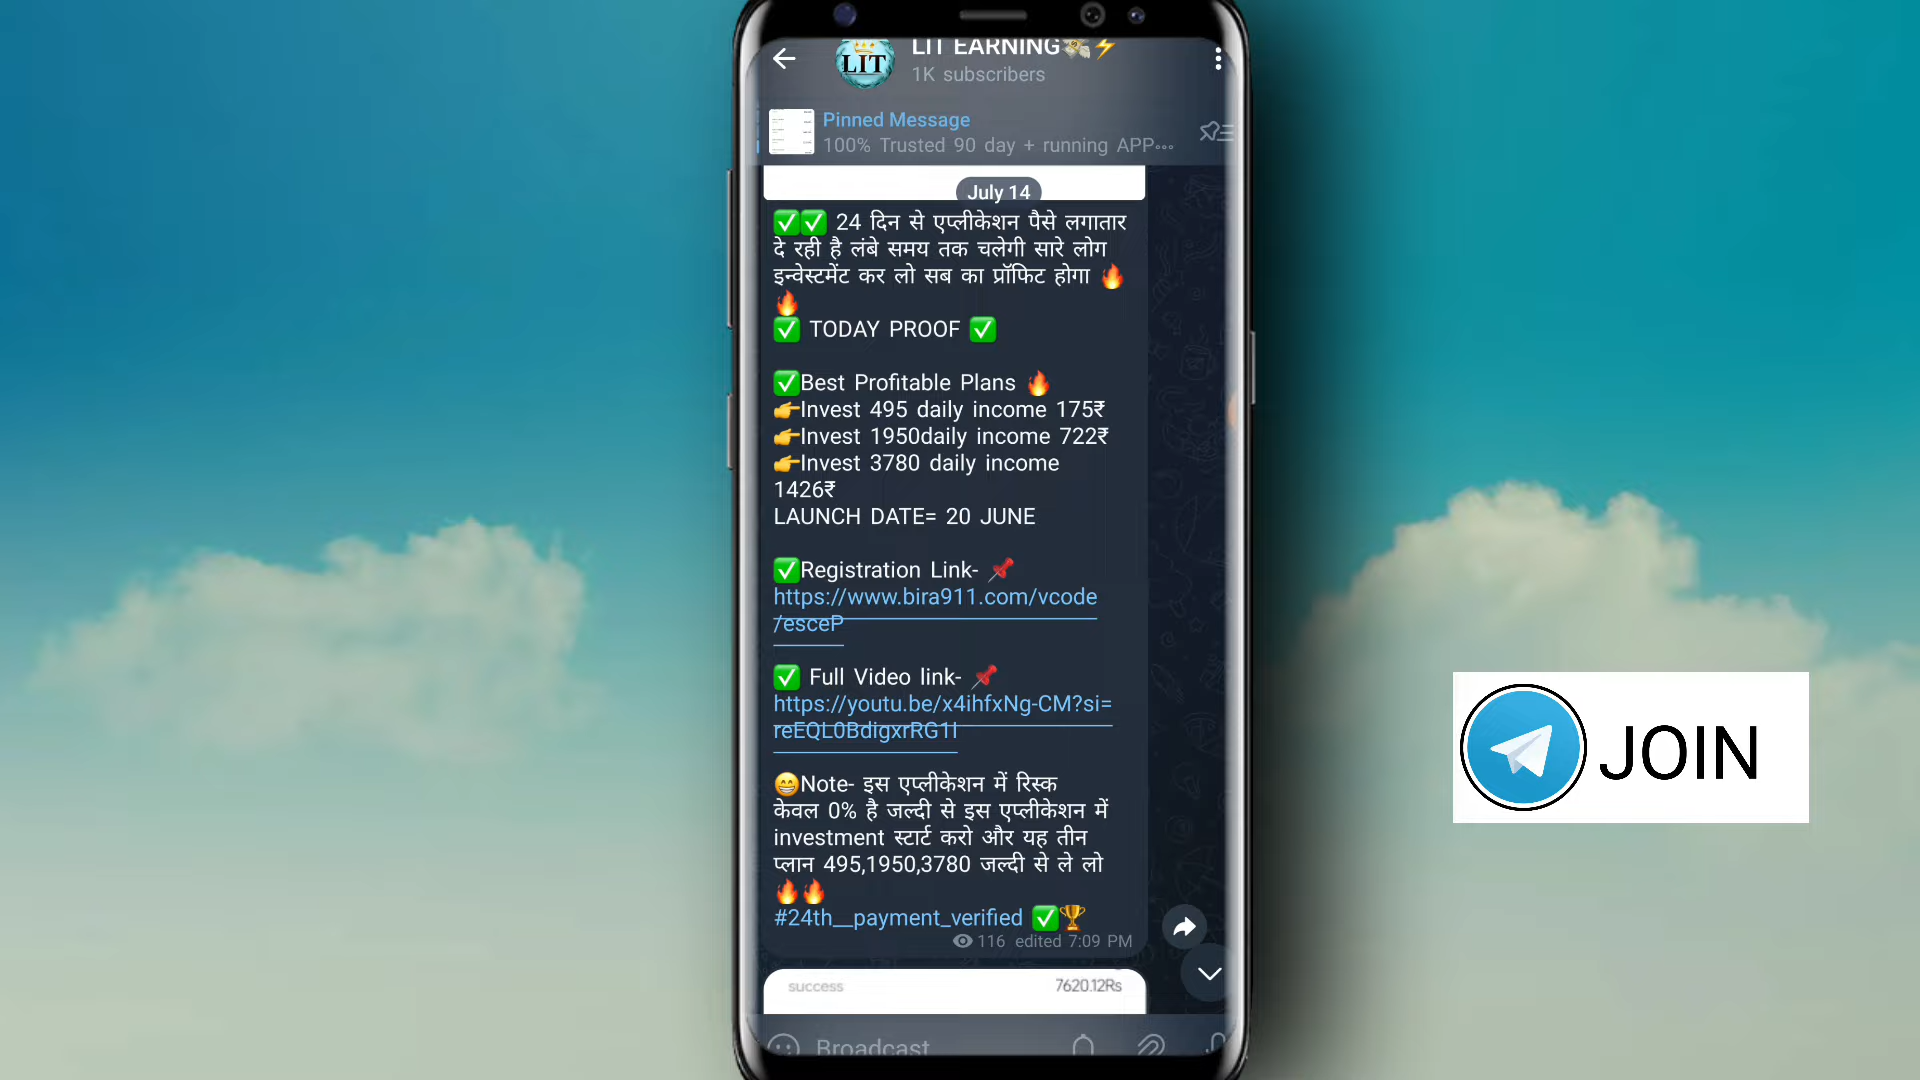 LIT EARNING💸⚡
LIT
1K subscribers
Pinned Message
100% Trusted 90 day + running APP...
July 14
✅✅ 24 दिन से एप्लीकेशन पैसे लगातार
दे रही है लंबे समय तक चलेगी सारे लोग
इन्वेस्टमेंट कर लो सब का प्रॉफिट होगा 🔥
🔥
✅ TODAY PROOF ✅
✅Best Profitable Plans 🔥
👉Invest 495 daily income 175₹
👉Invest 1950daily income 722₹
👉Invest 3780 daily income
1426₹
LAUNCH DATE= 20 JUNE
✅Registration Link- 📌
https://www.bira911.com/vcode
/esceP
✅ Full Video link- 📌
https://youtu.be/x4ihfxNg-CM?si=
reEQL0BdigxrRG1I
😁Note- इस एप्लीकेशन में रिस्क
केवल 0% है जल्दी से इस एप्लीकेशन में
investment स्टार्ट करो और यह तीन
प्लान 495,1950,3780 जल्दी से ले लो
🔥🔥
#24th__payment_verified ✅🏆
116 edited 7:09 PM
success 7620.12Rs
Broadcast
JOIN